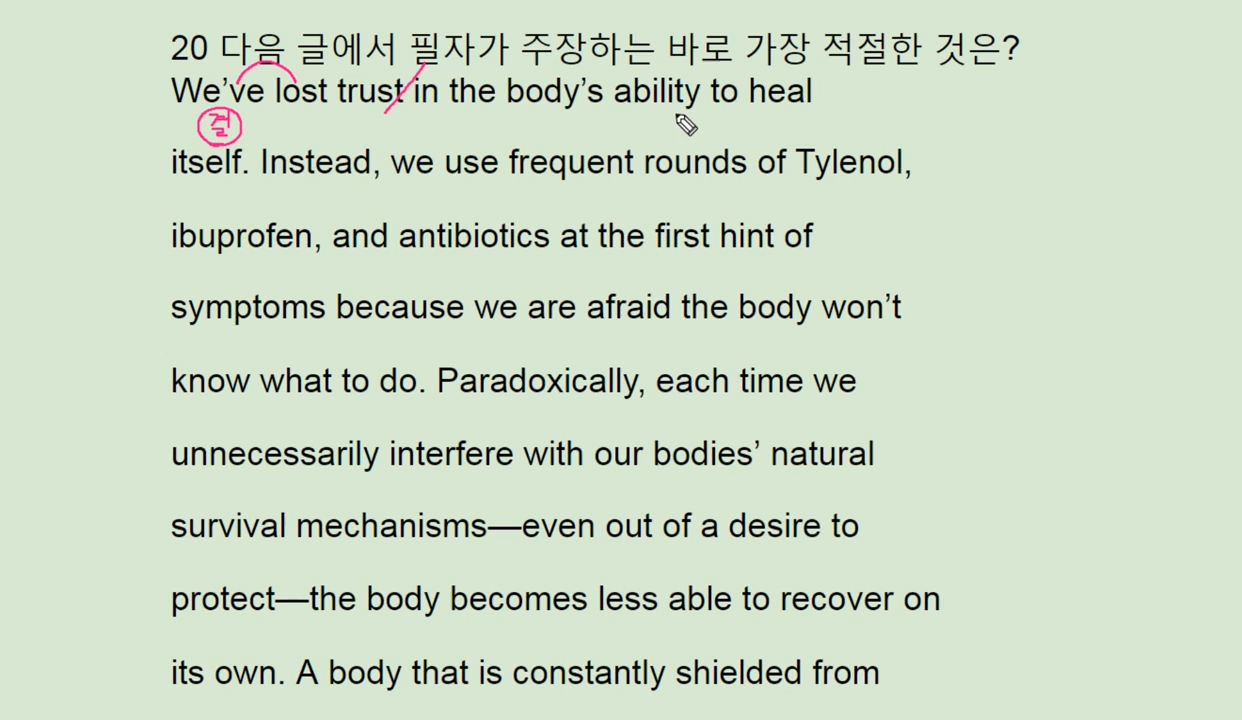 20 다음 글에서 필자가 주장하는 바로 가장 적절한 것은?
We’ve lost trust in the body’s ability to heal
결
itself. Instead, we use frequent rounds of Tylenol,
ibuprofen, and antibiotics at the first hint of
symptoms because we are afraid the body won’t
know what to do. Paradoxically, each time we
unnecessarily interfere with our bodies’ natural
survival mechanisms—even out of a desire to
protect—the body becomes less able to recover on
its own. A body that is constantly shielded from